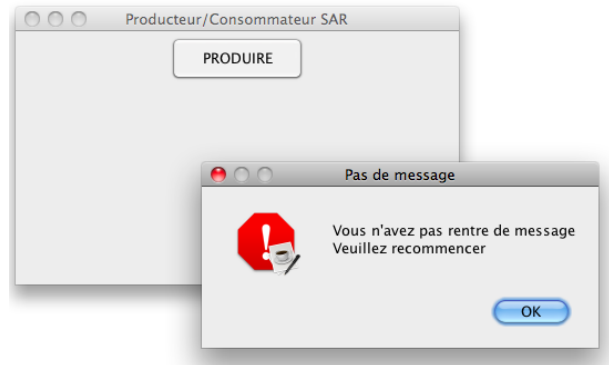 Producteur/Consommateur SAR
PRODUIRE
Pas de message
Vous n'avez pas rentre de message
Veuillez recommencer
OK